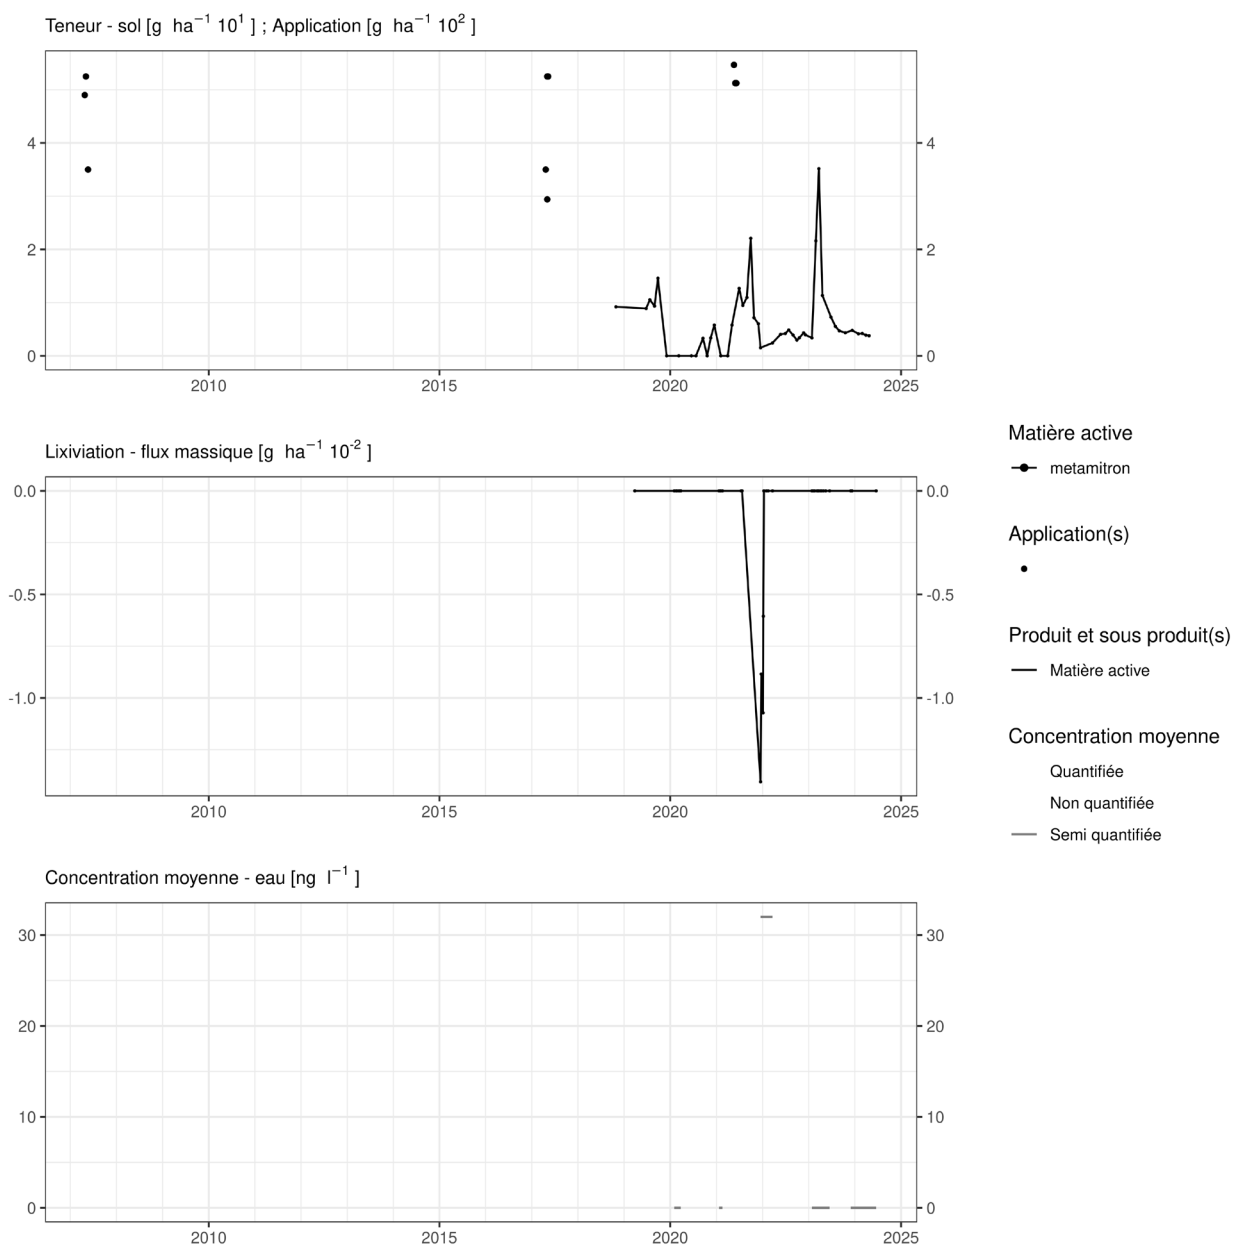 Teneur - sol [g ha⁻¹ 10¹ ] ; Application [g ha⁻¹ 10² ]
4 4
2 2
0 0
2010 2015 2020 2025
Lixiviation - flux massique [g ha⁻¹ 10⁻² ]
0.0 0.0
-0.5 -0.5
-1.0 -1.0
2010 2015 2020 2025
Concentration moyenne - eau [ng l⁻¹ ]
30 30
20 20
10 10
0 0
2010 2015 2020 2025
Matière active
metamitron
Application(s)
Produit et sous produit(s)
Matière active
Concentration moyenne
Quantifiée
Non quantifiée
Semi quantifiée